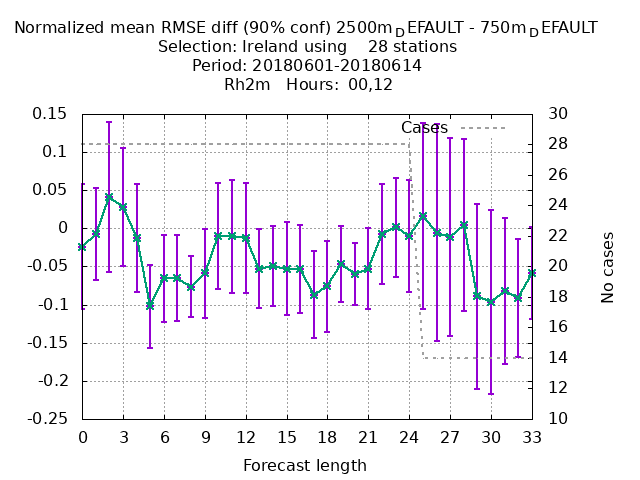 Normalized mean RMSE diff (90% conf) 2500m_DEFAULT - 750m_DEFAULT
Selection: Ireland using 28 stations
Period: 20180601-20180614
Rh2m Hours: 00,12
Cases
0.15
0.1
0.05
0
-0.05
-0.1
-0.15
-0.2
-0.25
30
28
26
24
22
20
18
16
14
12
10
No cases
0 3 6 9 12 15 18 21 24 27 30 33
Forecast length